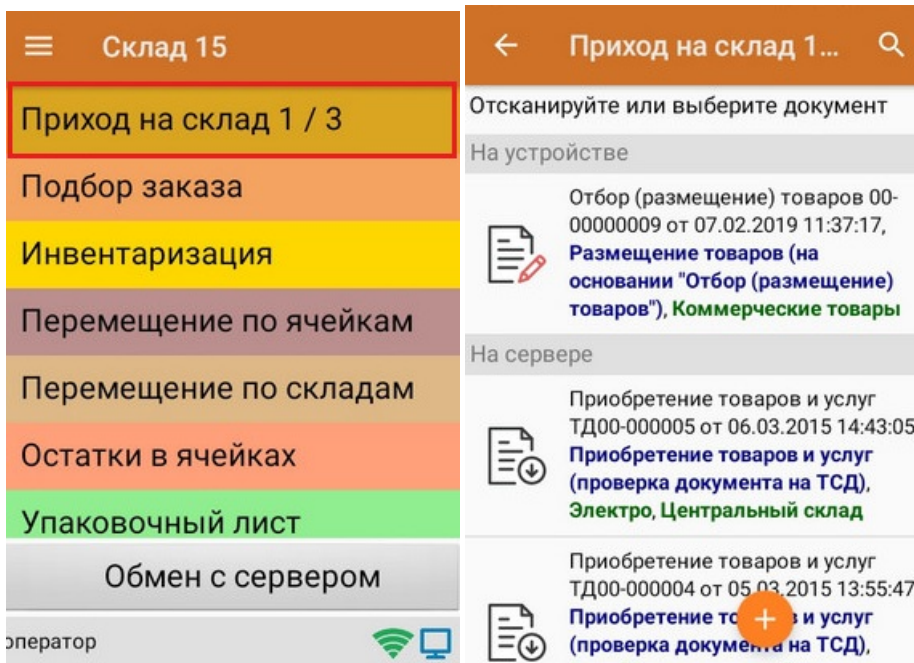 Склад 15
Приход на склад 1 / 3
Подбор заказа
Инвентаризация
Перемещение по ячейкам
Перемещение по складам
Остатки в ячейках
Упаковочный лист
Обмен с сервером
оператор
Приход на склад 1...
Отсканируйте или выберите документ
На устройстве
Отбор (размещение) товаров 00-
00000009 от 07.02.2019 11:37:17,
Размещение товаров (на
основании "Отбор (размещение)
товаров"), Коммерческие товары
На сервере
Приобретение товаров и услуг
ТД00-000005 от 06.03.2015 14:43:05
Приобретение товаров и услуг
(проверка документа на ТСД),
Электро, Центральный склад
Приобретение товаров и услуг
ТД00-000004 от 05.03.2015 13:55:47
Приобретение и услуг
(проверка документа на ТСД),